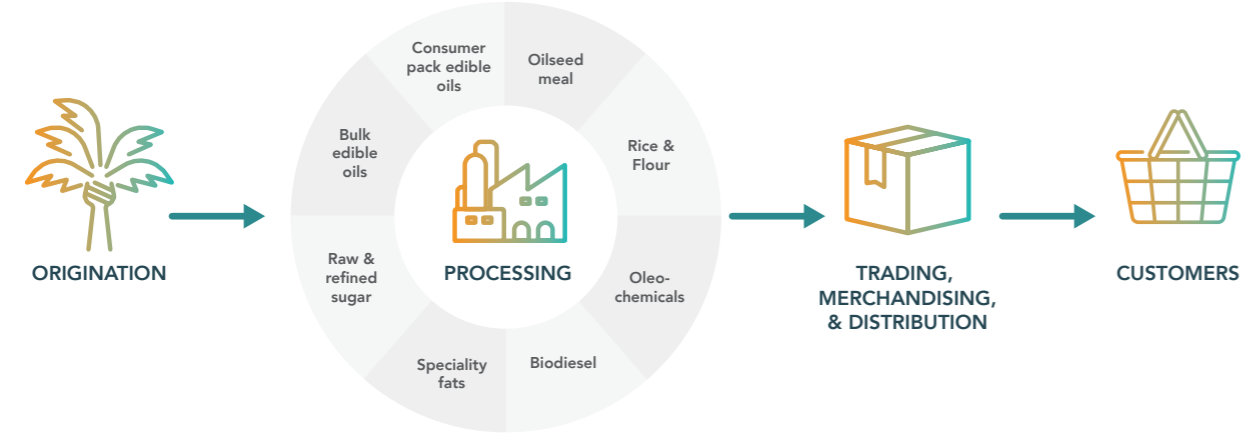 ORIGINATION
Consumer
pack edible
oils
Oilseed
meal
Rice &
Flour
Oleo-
chemicals
Biodiesel
Speciality
fats
Raw &
refined
sugar
Bulk
edible
oils
PROCESSING
TRADING,
MERCHANDISING,
& DISTRIBUTION
CUSTOMERS